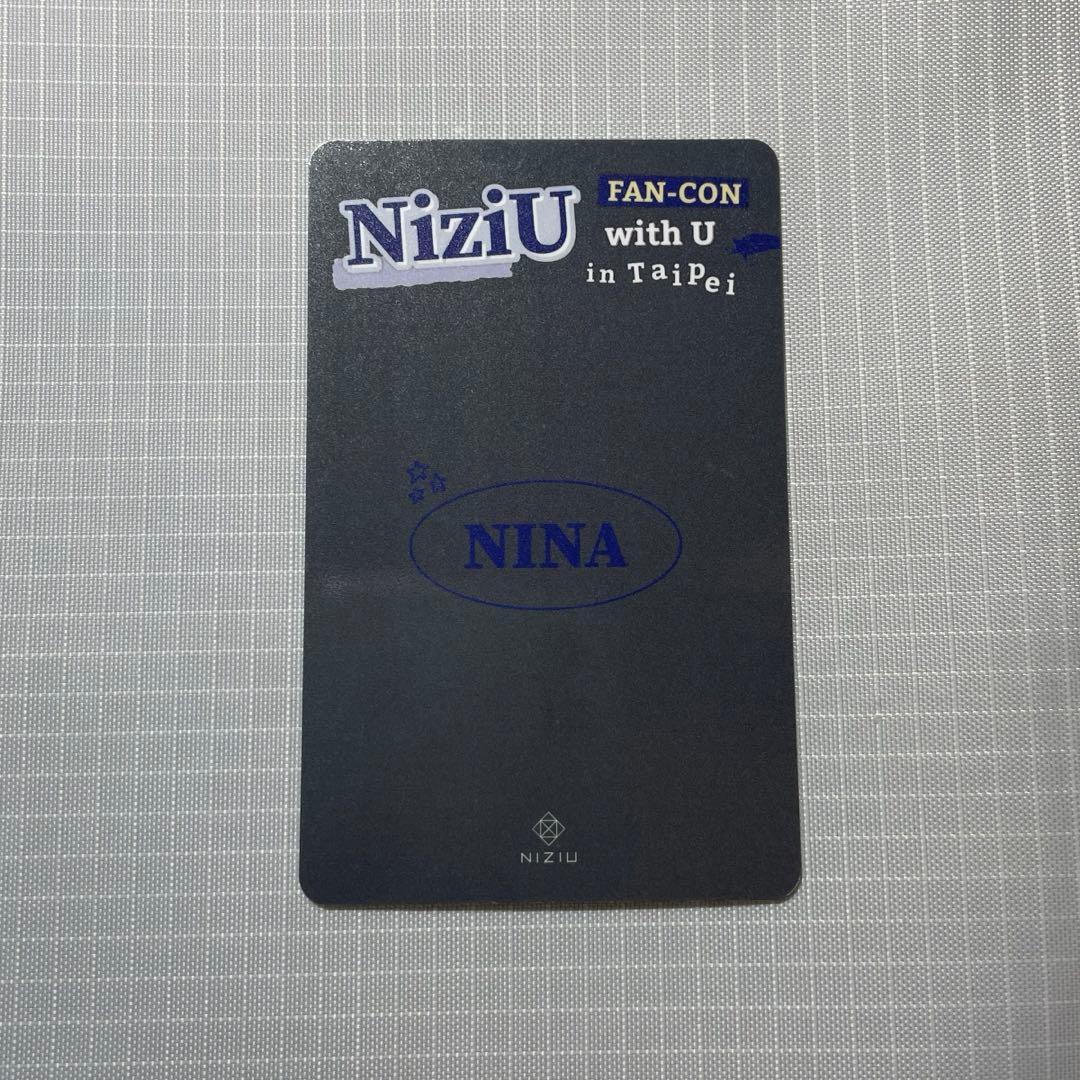 NiziU FAN-CON
with U
in Taipei
NINA
NIZIU